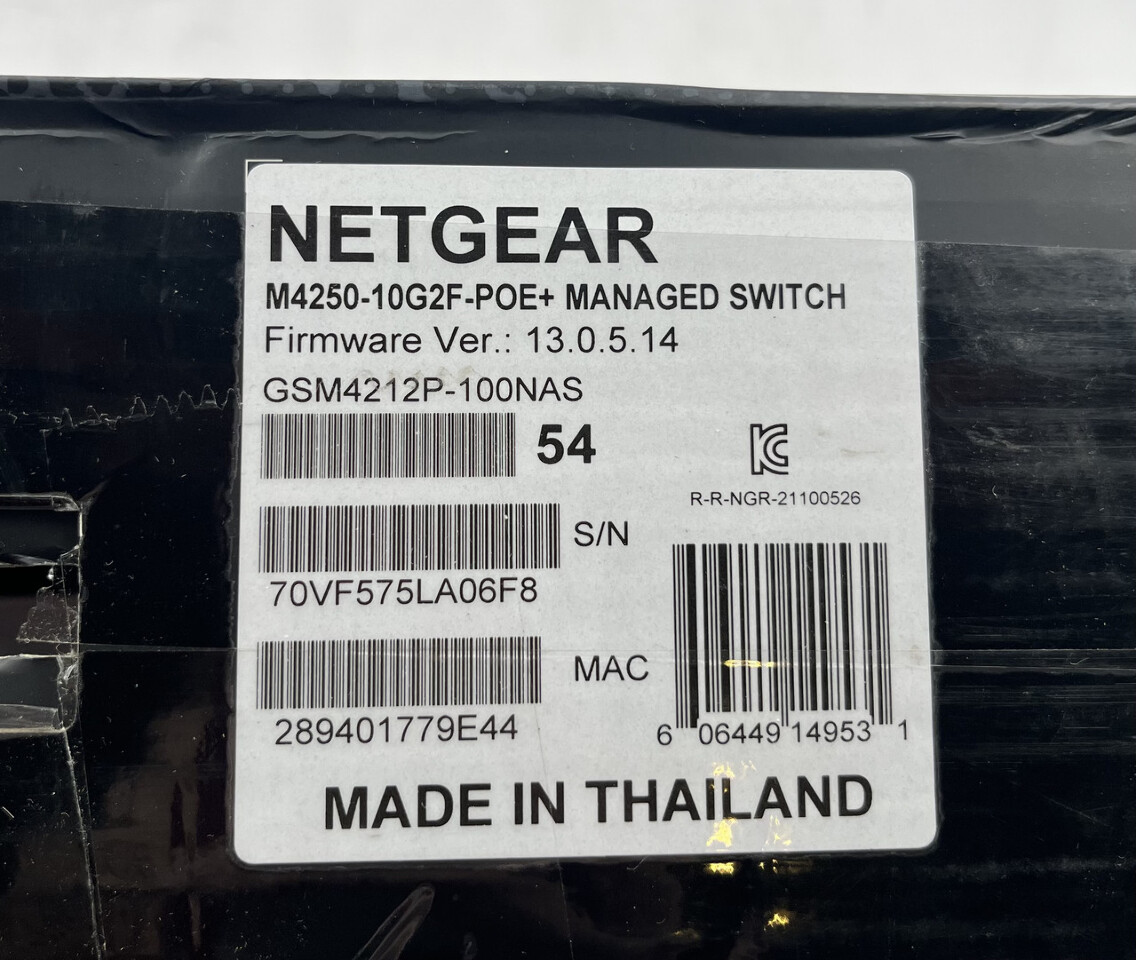 NETGEAR
M4250-10G2F-POE+ MANAGED SWITCH
Firmware Ver.: 13.0.5.14
GSM4212P-100NAS
54
R-R-NGR-21100526
S/N
70VF575LA06F8
MAC
289401779E44
6 06449 14953 1
MADE IN THAILAND